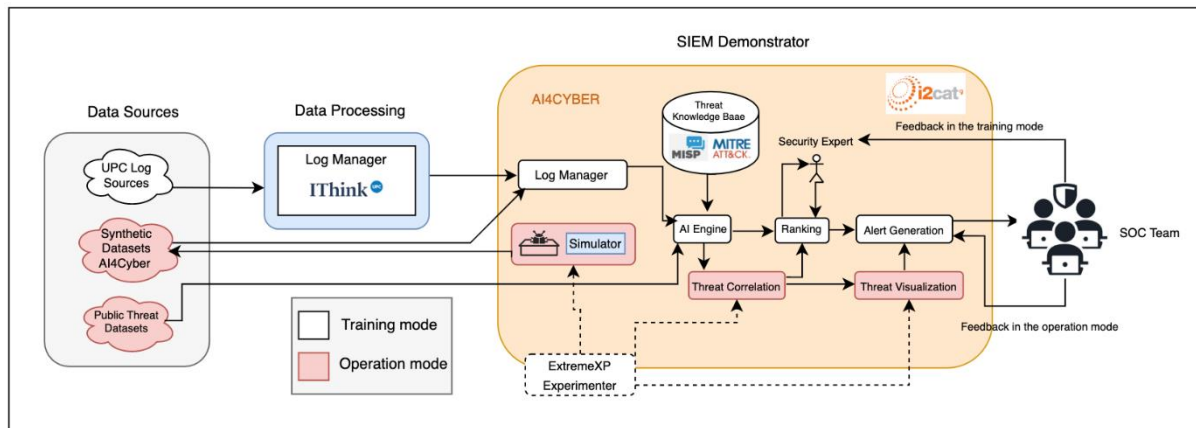 SIEM Demonstrator
Data Sources
Data Processing
AI4CYBER
i2cat
Threat
Knowledge Baae
MISP
MITRE
ATT&CK
Feedback in the training mode
Security Expert
UPC Log
Sources
Log Manager
IThink UPC
Log Manager
Synthetic
Datasets
AI4Cyber
Simulator
AI Engine
Ranking
Alert Generation
SOC Team
Public Threat
Datasets
Threat Correlation
Threat Visualization
Training mode
Operation mode
Feedback in the operation mode
ExtremeXP
Experimenter